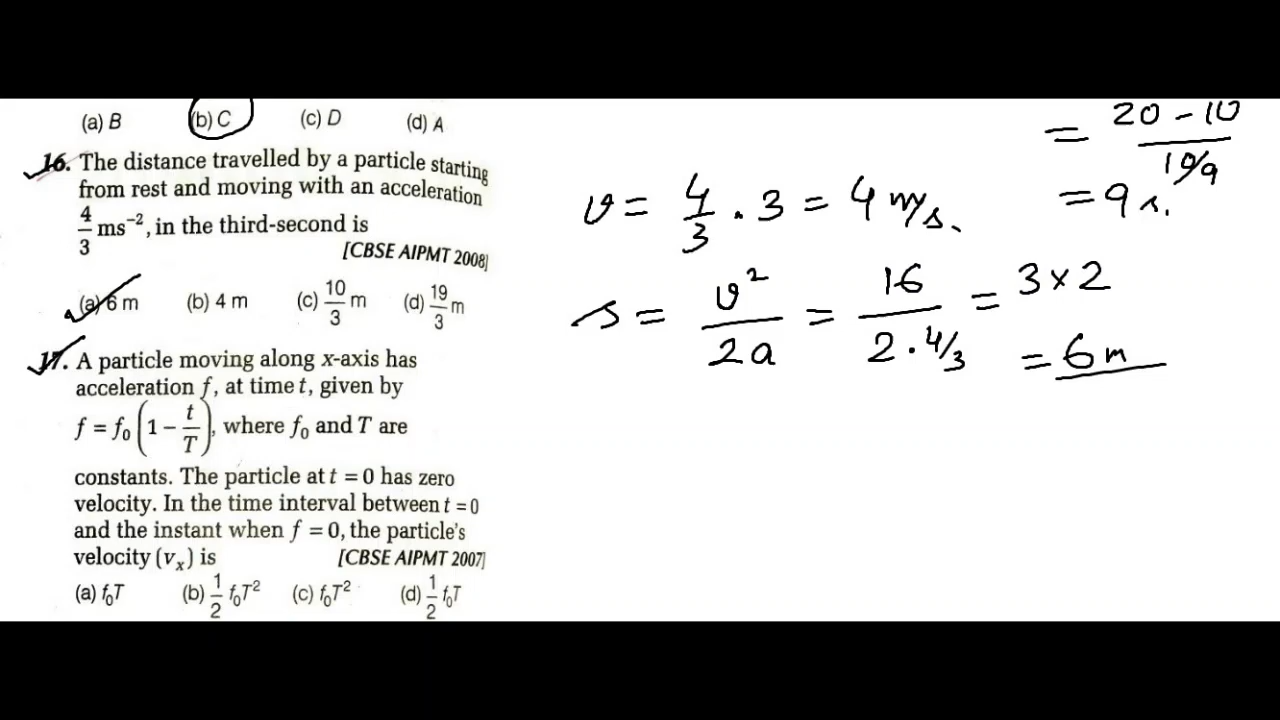 (a) B (b) C (c) D (d) A
16. The distance travelled by a particle starting
from rest and moving with an acceleration
4/3 ms⁻², in the third-second is
[CBSE AIPMT 2008]
(a) 6 m (b) 4 m (c) 10/3 m (d) 19/3 m
17. A particle moving along x-axis has
acceleration f, at time t, given by
f = f₀(1 − t/T), where f₀ and T are
constants. The particle at t = 0 has zero
velocity. In the time interval between t = 0
and the instant when f = 0, the particle's
velocity (vₓ) is [CBSE AIPMT 2007]
(a) f₀T (b) 1/2 f₀T² (c) f₀T² (d) 1/2 f₀T
= 20 − 10 / 10/9
= 9 s.
v = 4/3 . 3 = 4 m/s.
s = v²/2a = 16/2.4/3 = 3 × 2
= 6 m